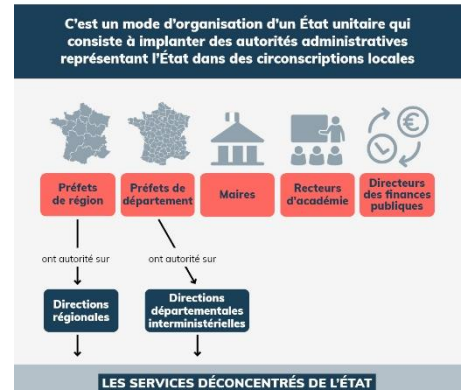 C'est un mode d'organisation d'un État unitaire qui
consiste à implanter des autorités administratives
représentant l'État dans des circonscriptions locales
Préfets
de région
Préfets de
département
Maires
Recteurs
d'académie
Directeurs
des finances
publiques
ont autorité sur
ont autorité sur
Directions
régionales
Directions
départementales
interministérielles
LES SERVICES DÉCONCENTRÉS DE L'ÉTAT